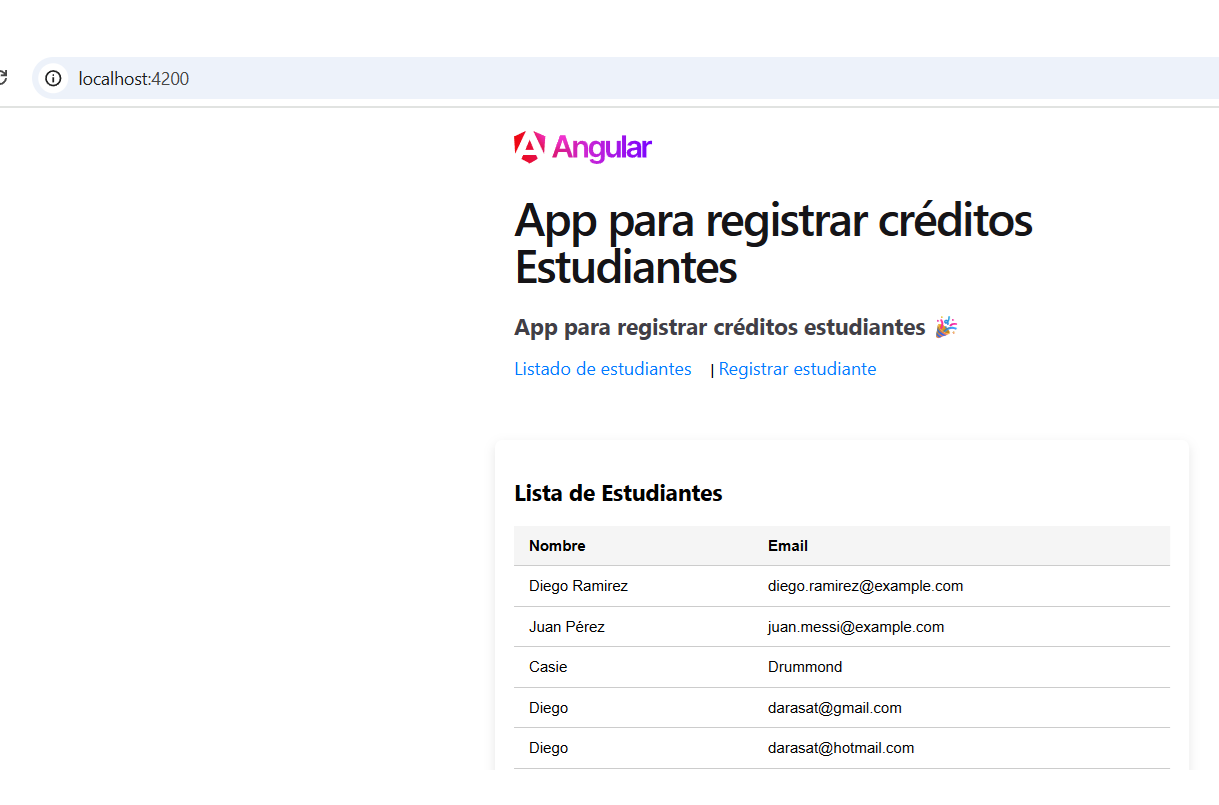 localhost:4200
Angular
App para registrar créditos
Estudiantes
App para registrar créditos estudiantes 🎉
Listado de estudiantes | Registrar estudiante
Lista de Estudiantes
Nombre Email
Diego Ramirez diego.ramirez@example.com
Juan Pérez juan.messi@example.com
Casie Drummond
Diego darasat@gmail.com
Diego darasat@hotmail.com